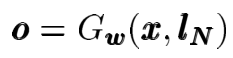 𝒐 = G_𝒘(𝒙, 𝒍_𝑵)